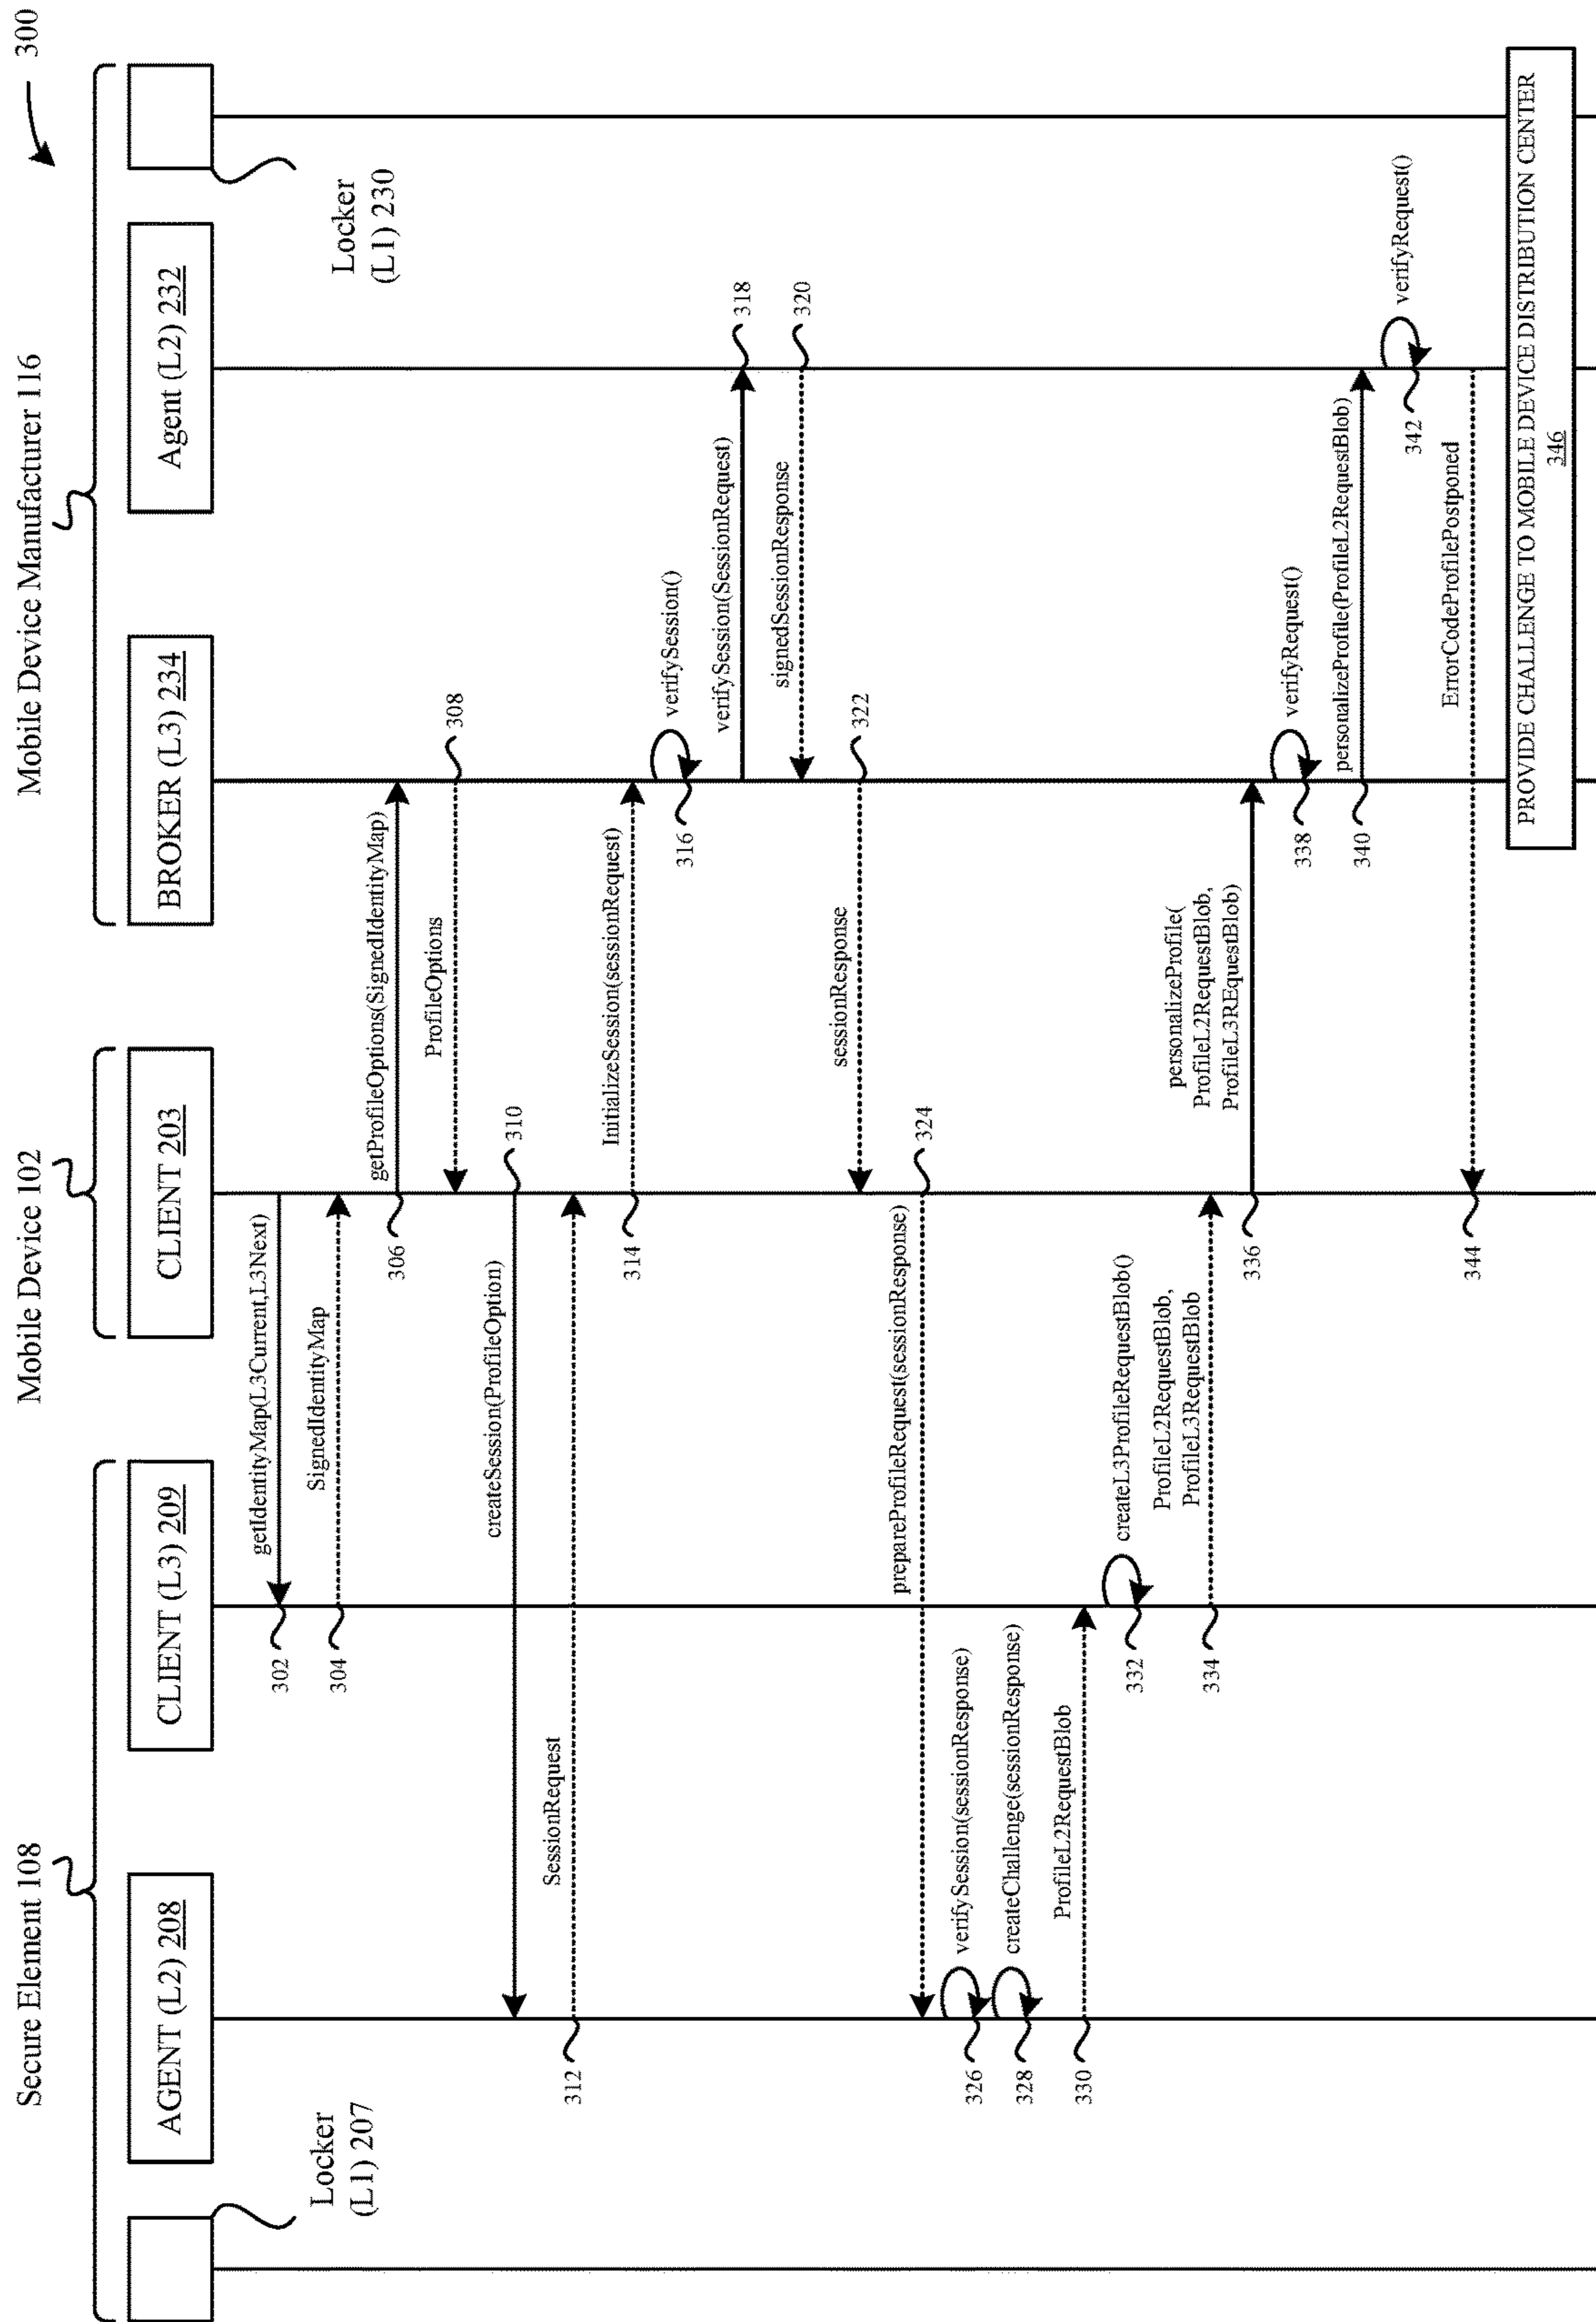 300
Secure Element 108
Mobile Device 102
Mobile Device Manufacturer 116
AGENT (L2) 208
CLIENT (L3) 209
CLIENT 203
BROKER (L3) 234
Agent (L2) 232
Locker
(L1) 207
Locker
(L1) 230
getIdentityMap(L3Current,L3Next)
302
SignedIdentityMap
304
getProfileOptions(SignedIdentityMap)
306
ProfileOptions
308
createSession(ProfileOption)
310
SessionRequest
312
InitializeSession(sessionRequest)
314
verifySession()
316
verifySession(SessionRequest)
318
signedSessionResponse
320
sessionResponse
322
prepareProfileRequest(sessionResponse)
324
verifySession(sessionResponse)
326
createChallenge(sessionResponse)
328
ProfileL2RequestBlob
330
createL3ProfileRequestBlob()
332
ProfileL2RequestBlob,
ProfileL3RequestBlob
334
personalizeProfile(
ProfileL2RequestBlob,
ProfileL3REquestBlob)
336
verifyRequest()
338
personalizeProfile(ProfileL2RequestBlob)
340
verifyRequest()
342
ErrorCodeProfilePostponed
344
PROVIDE CHALLENGE TO MOBILE DEVICE DISTRIBUTION CENTER
346